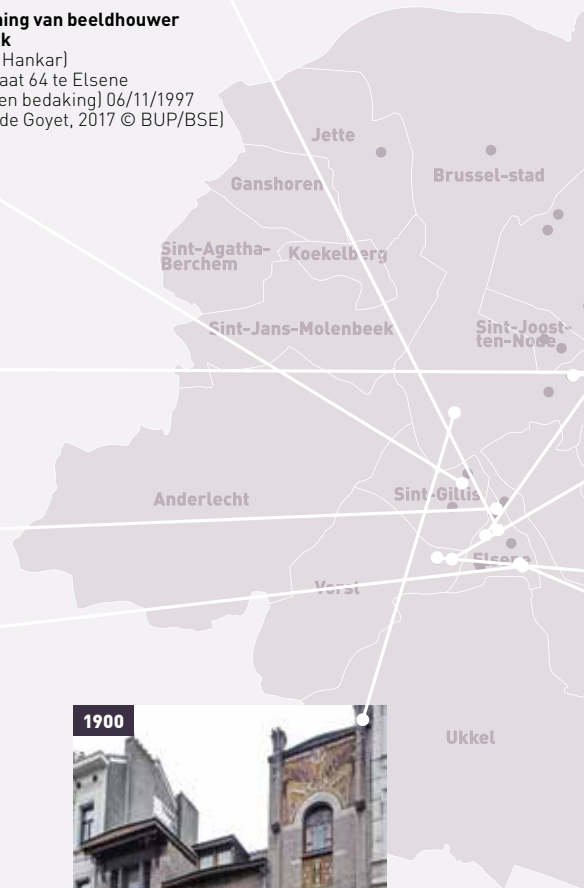 ning van beeldhouwer
k
Hankar)
aat 64 te Elsene
en bedaking) 06/11/1997
de Goyet, 2017 © BUP/BSE)
Jette
Brussel-stad
Ganshoren
Sint-Agatha-
Berchem
Koekelberg
Sint-Jans-Molenbeek
Sint-Joost-
ten-Node
Anderlecht
Sint-Gillis
Elsene
Vorst
1900
Ukkel